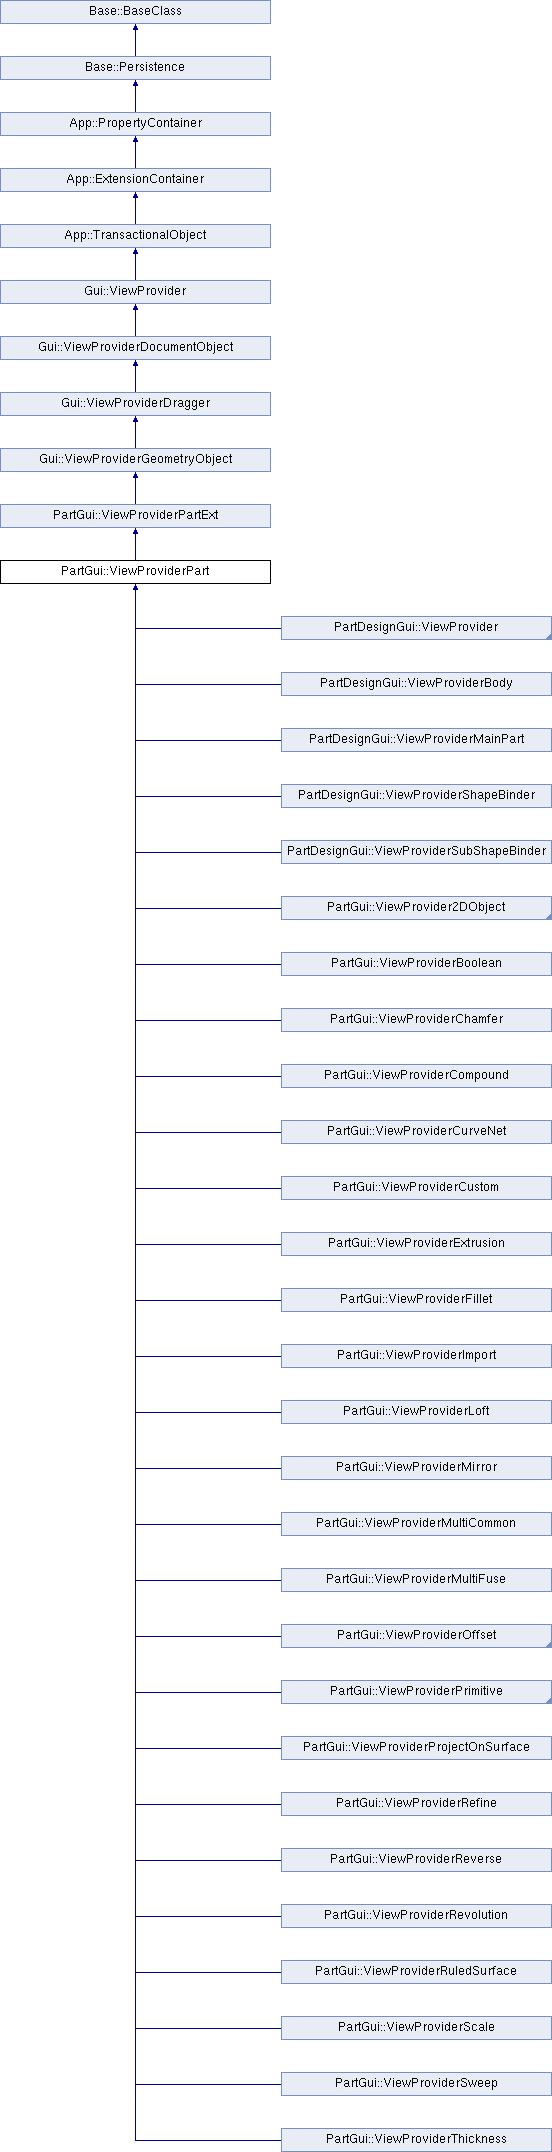 Base::BaseClass
Base::Persistence
App::PropertyContainer
App::ExtensionContainer
App::TransactionalObject
Gui::ViewProvider
Gui::ViewProviderDocumentObject
Gui::ViewProviderDragger
Gui::ViewProviderGeometryObject
PartGui::ViewProviderPartExt
PartGui::ViewProviderPart
PartDesignGui::ViewProvider
PartDesignGui::ViewProviderBody
PartDesignGui::ViewProviderMainPart
PartDesignGui::ViewProviderShapeBinder
PartDesignGui::ViewProviderSubShapeBinder
PartGui::ViewProvider2DObject
PartGui::ViewProviderBoolean
PartGui::ViewProviderChamfer
PartGui::ViewProviderCompound
PartGui::ViewProviderCurveNet
PartGui::ViewProviderCustom
PartGui::ViewProviderExtrusion
PartGui::ViewProviderFillet
PartGui::ViewProviderImport
PartGui::ViewProviderLoft
PartGui::ViewProviderMirror
PartGui::ViewProviderMultiCommon
PartGui::ViewProviderMultiFuse
PartGui::ViewProviderOffset
PartGui::ViewProviderPrimitive
PartGui::ViewProviderProjectOnSurface
PartGui::ViewProviderRefine
PartGui::ViewProviderReverse
PartGui::ViewProviderRevolution
PartGui::ViewProviderRuledSurface
PartGui::ViewProviderScale
PartGui::ViewProviderSweep
PartGui::ViewProviderThickness